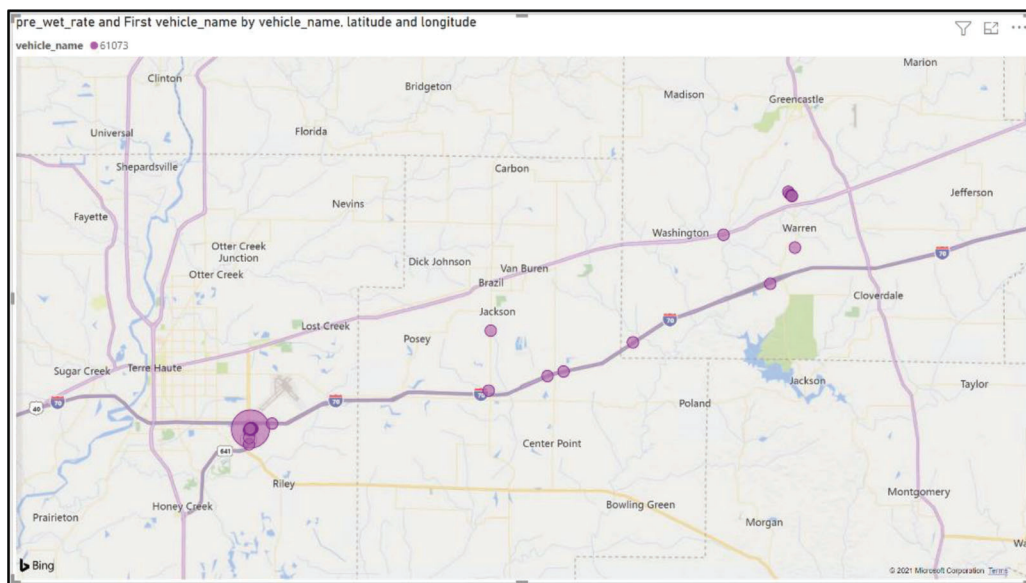 pre_wet_rate and First vehicle_name by vehicle_name, latitude and longitude
vehicle_name 61073
Marion
Clinton
Bridgeton
Madison
Greencastle
Universal
Florida
Shepardsville
Carbon
Jefferson
Nevins
Fayette
Washington
Warren
Otter Creek
Junction
Otter Creek
Dick Johnson
Van Buren
70
Brazil
Cloverdale
Jackson
Lost Creek
70
Posey
Sugar Creek
Terre Haute
Jackson
Taylor
40
70
70
70
Poland
641
Center Point
Riley
Honey Creek
Montgomery
Bowling Green
Prairieton
Morgan
Wa
Bing
© 2021 Microsoft Corporation Terms